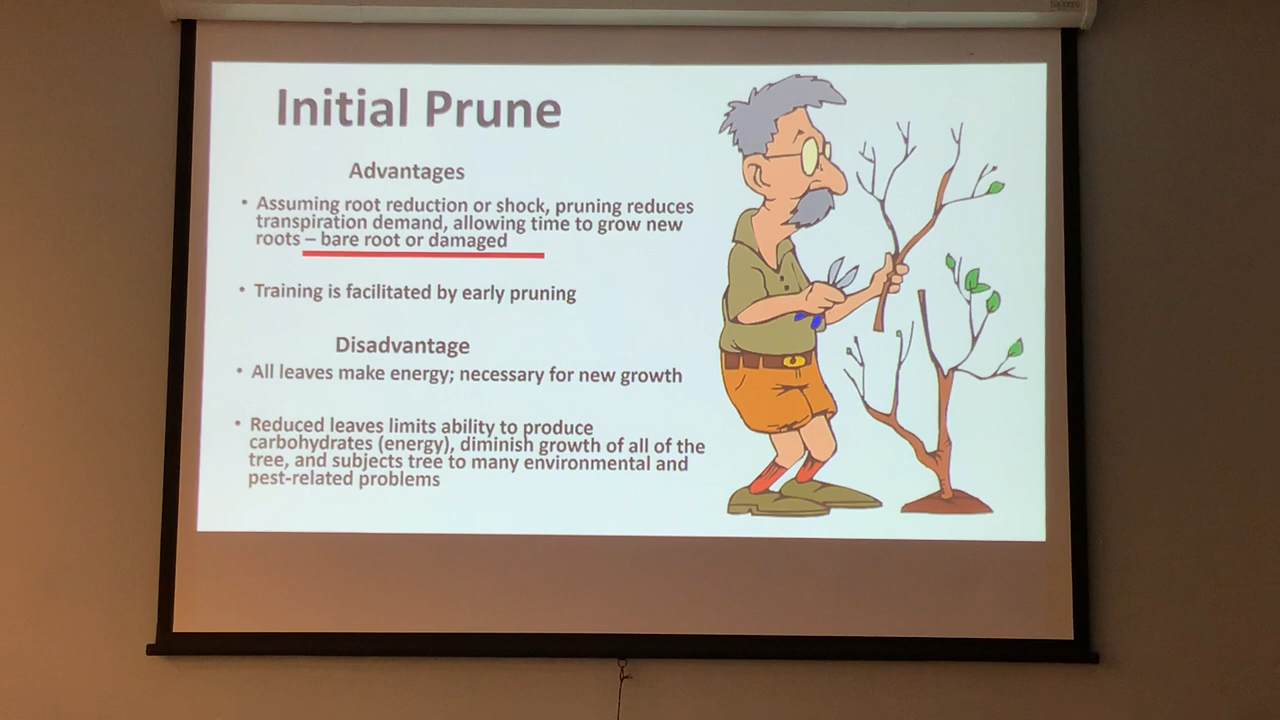 Initial Prune
Advantages
• Assuming root reduction or shock, pruning reduces
transpiration demand, allowing time to grow new
roots – bare root or damaged
• Training is facilitated by early pruning
Disadvantage
• All leaves make energy; necessary for new growth
• Reduced leaves limits ability to produce
carbohydrates (energy), diminish growth of all of the
tree, and subjects tree to many environmental and
pest-related problems